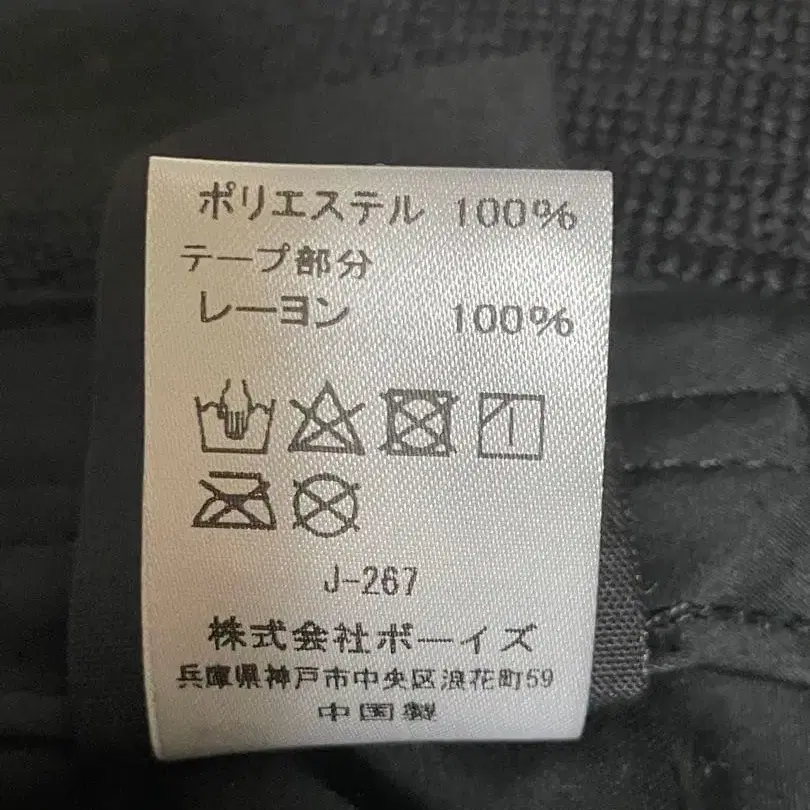 ポリエステル 100%
テープ部分
レーヨン 100%
J-267
株式会社ボーイズ
兵庫県神戸市中央区浪花町59
中国製